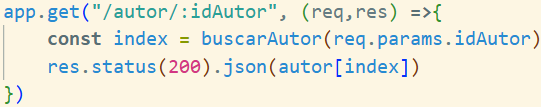 app.get("/autor/:idAutor", (req,res) =>{
    const index = buscarAutor(req.params.idAutor)
    res.status(200).json(autor[index])
})